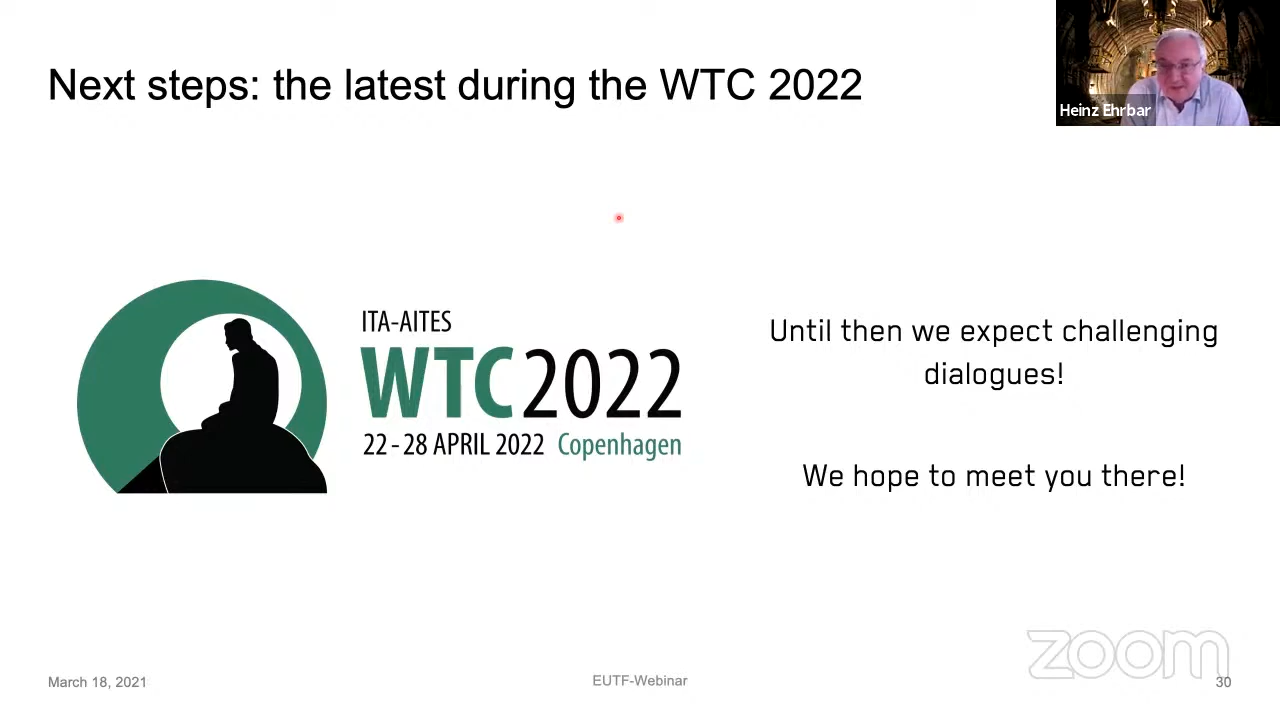 Next steps: the latest during the WTC 2022
Heinz Ehrbar
ITA-AITES
WTC2022
22-28 APRIL 2022 Copenhagen
Until then we expect challenging
dialogues!
We hope to meet you there!
zoom
March 18, 2021
EUTF-Webinar
30